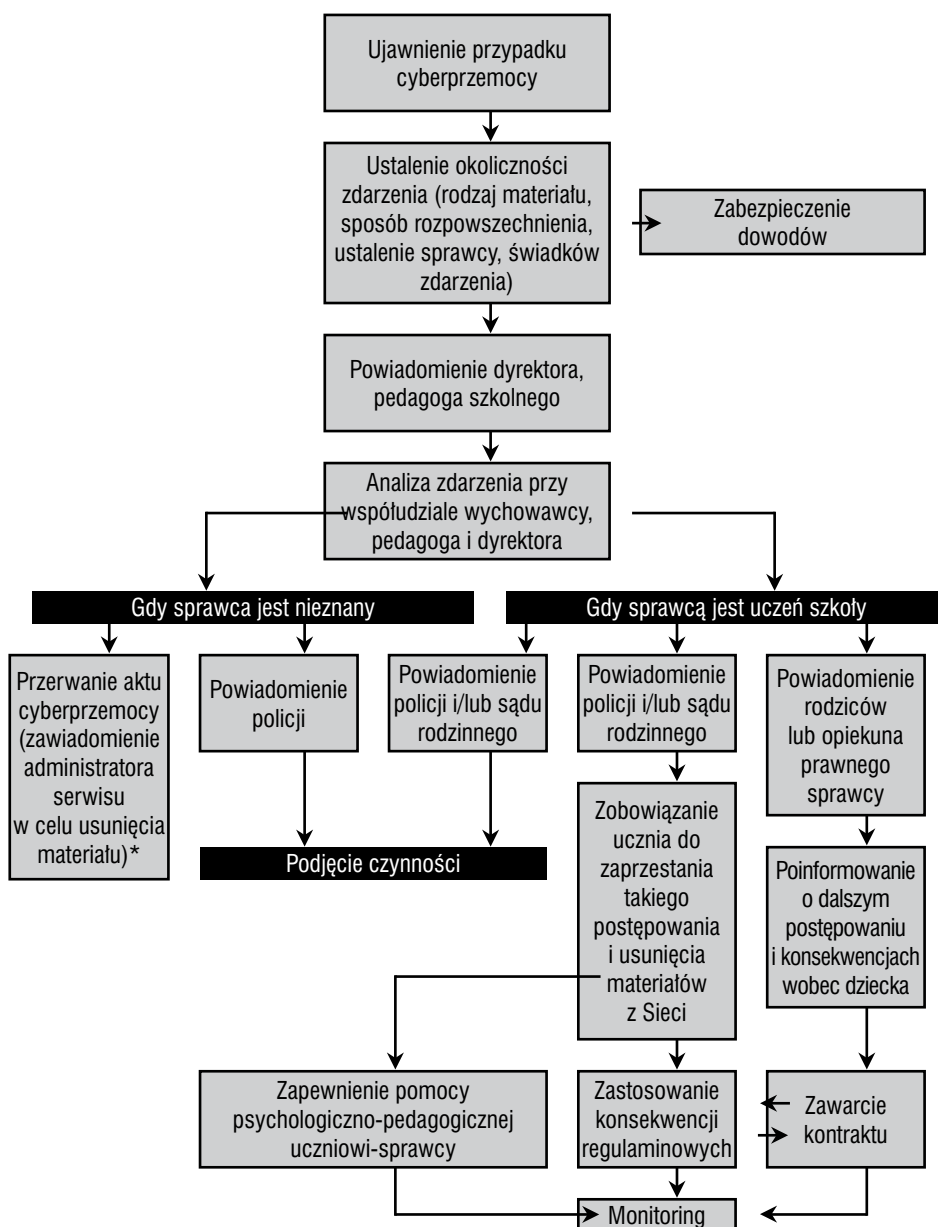 Ujawnienie przypadku
cyberprzemocy
Ustalenie okoliczności
zdarzenia (rodzaj materiału,
sposób rozpowszechnienia,
ustalenie sprawcy, świadków
zdarzenia)
Zabezpieczenie
dowodów
Powiadomienie dyrektora,
pedagoga szkolnego
Analiza zdarzenia przy
współudziale wychowawcy,
pedagoga i dyrektora
Gdy sprawca jest nieznany
Gdy sprawcą jest uczeń szkoły
Przerwanie aktu
cyberprzemocy
(zawiadomienie
administratora
serwisu
w celu usunięcia
materiału)*
Powiadomienie
policji
Powiadomienie
policji i/lub sądu
rodzinnego
Powiadomienie
policji i/lub sądu
rodzinnego
Powiadomienie
rodziców
lub opiekuna
prawnego
sprawcy
Podjęcie czynności
Zobowiązanie
ucznia do
zaprzestania
takiego
postępowania
i usunięcia
materiałów
z Sieci
Poinformowanie
o dalszym
postępowaniu
i konsekwencjach
wobec dziecka
Zapewnienie pomocy
psychologiczno-pedagogicznej
uczniowi-sprawcy
Zastosowanie
konsekwencji
regulaminowych
Zawarcie
kontraktu
Monitoring